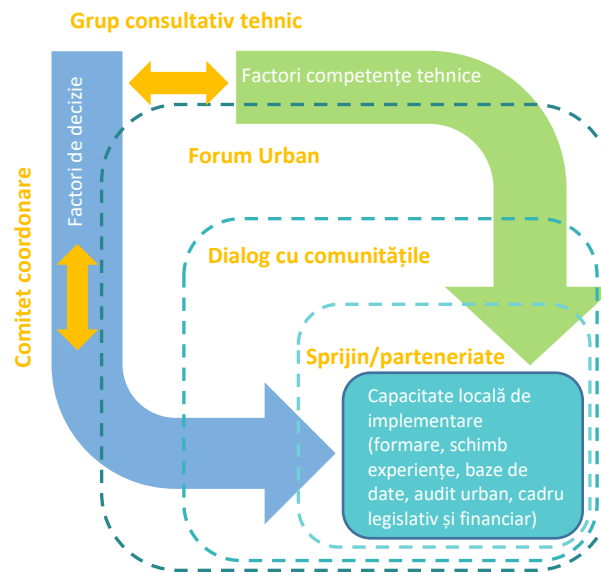 Grup consultativ tehnic
Factori competențe tehnice
Factori de decizie
Forum Urban
Comitet coordonare
Dialog cu comunitățile
Sprijin/parteneriate
Capacitate locală de
implementare
(formare, schimb
experiențe, baze de
date, audit urban, cadru
legislativ și financiar)